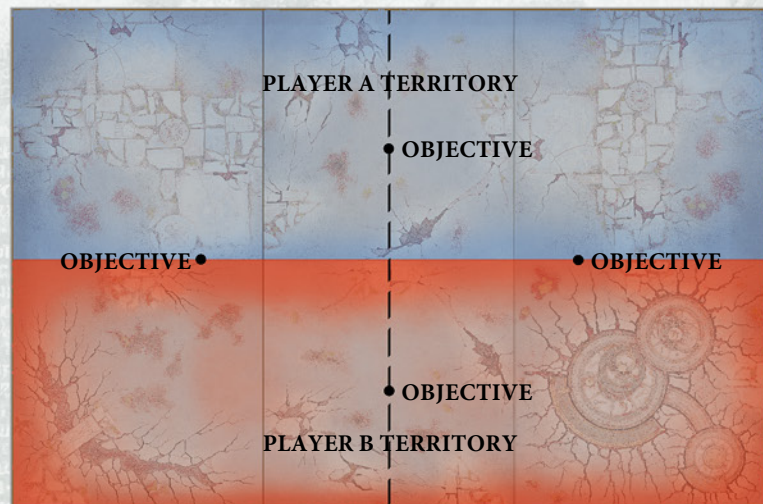 PLAYER A TERRITORY
OBJECTIVE
OBJECTIVE
OBJECTIVE
OBJECTIVE
PLAYER B TERRITORY